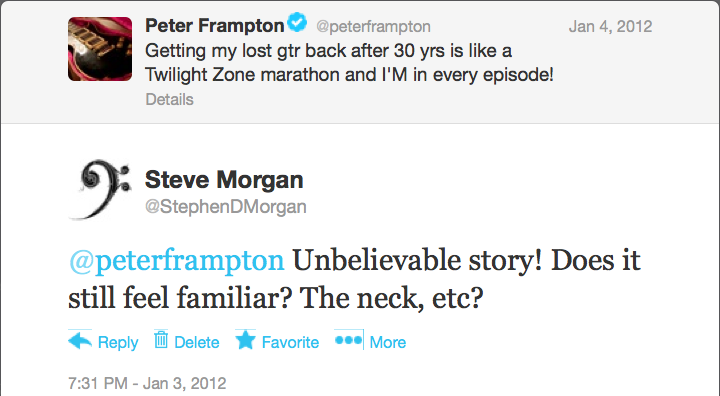 Peter Frampton @peterframpton Jan 4, 2012
Getting my lost gtr back after 30 yrs is like a
Twilight Zone marathon and I'M in every episode!
Details
Steve Morgan
@StephenDMorgan
@peterframpton Unbelievable story! Does it
still feel familiar? The neck, etc?
Reply Delete Favorite More
7:31 PM - Jan 3, 2012